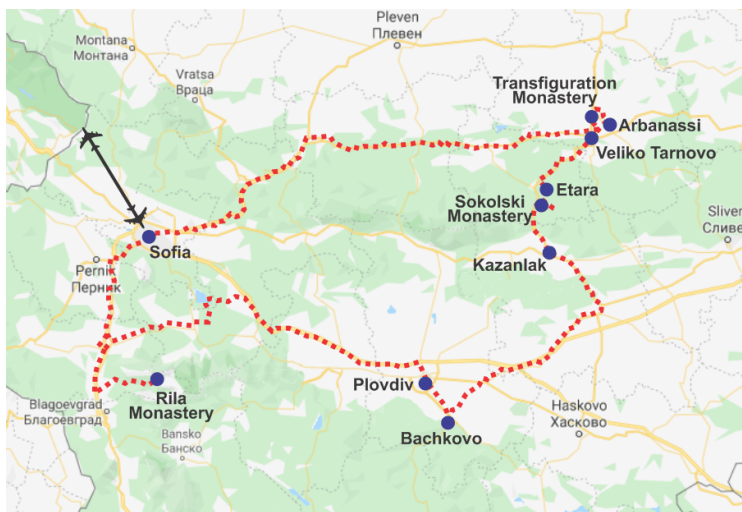 Pleven
Плевен
Montana
Монтана
Vratsa
Враца
Transfiguration
Monastery
Arbanassi
Veliko Tarnovo
Etara
Sokolski
Monastery
Sliven
Сливе
Sofia
Pernik
Перник
Kazanlak
Plovdiv
Rila
Monastery
Blagoevgrad
Благоевград
Bachkovo
Haskovo
Хасково
Bansko
Банско